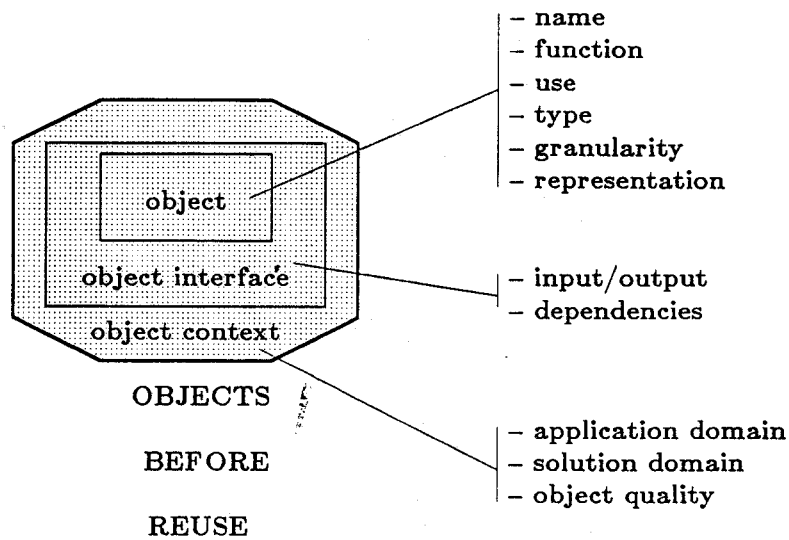 object
object interface
object context
OBJECTS
BEFORE
REUSE
– name
– function
– use
– type
– granularity
– representation
– input/output
– dependencies
– application domain
– solution domain
– object quality